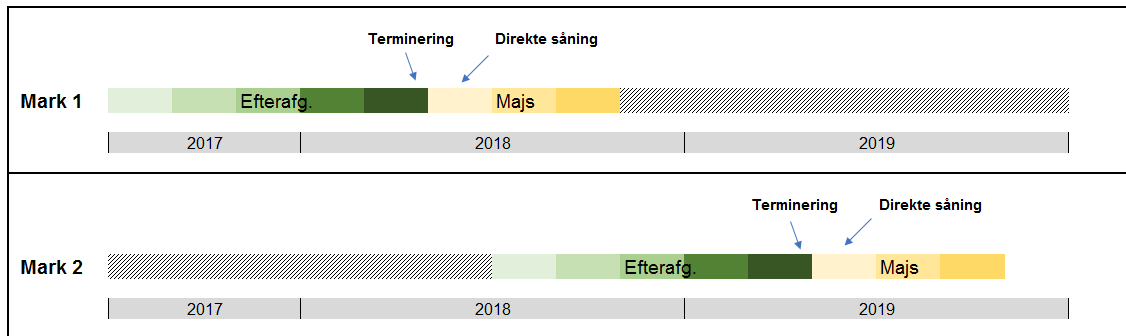 Terminering Direkte såning
Mark 1 Efterafg. Majs
2017 2018 2019
Terminering Direkte såning
Mark 2 Efterafg. Majs
2017 2018 2019